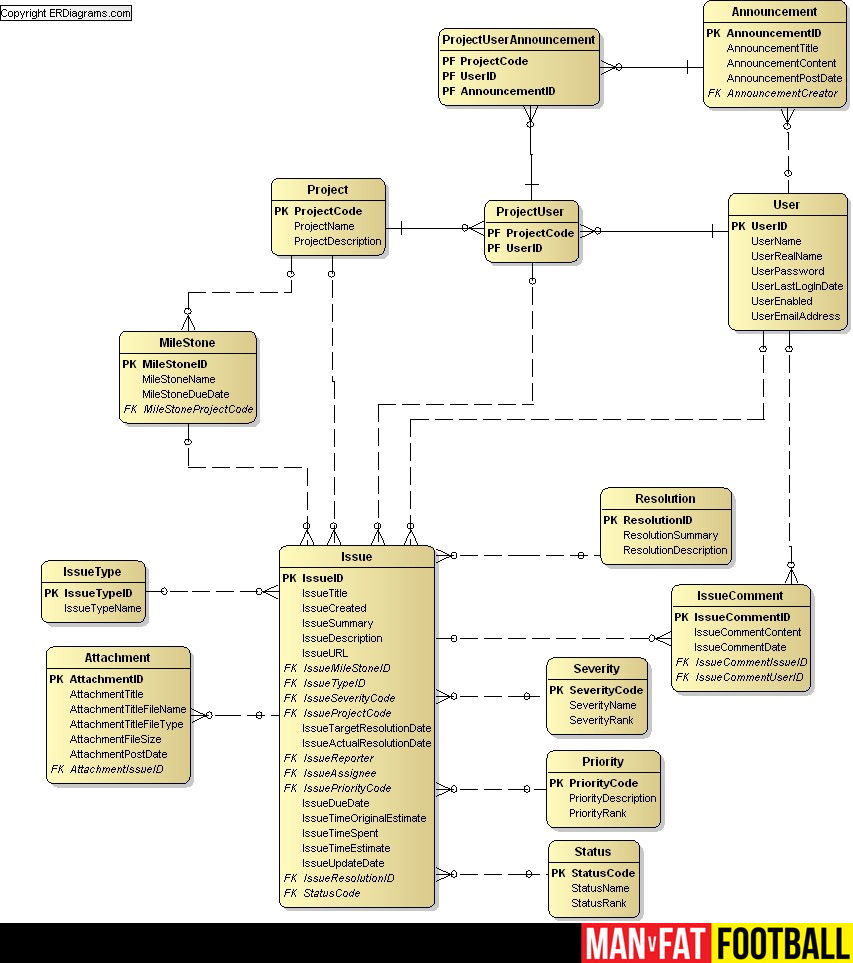 Copyright ERDiagrams.com
Announcement
PK AnnouncementID
AnnouncementTitle
AnnouncementContent
AnnouncementPostDate
FK AnnouncementCreator
ProjectUserAnnouncement
PF ProjectCode
PF UserID
PF AnnouncementID
Project
PK ProjectCode
ProjectName
ProjectDescription
ProjectUser
PF ProjectCode
PF UserID
User
PK UserID
UserName
UserRealName
UserPassword
UserLastLogInDate
UserEnabled
UserEmailAddress
MileStone
PK MileStoneID
MileStoneName
MileStoneDueDate
FK MileStoneProjectCode
Resolution
PK ResolutionID
ResolutionSummary
ResolutionDescription
IssueType
PK IssueTypeID
IssueTypeName
Issue
PK IssueID
IssueTitle
IssueCreated
IssueSummary
IssueDescription
IssueURL
FK IssueMileStoneID
FK IssueTypeID
FK IssueSeverityCode
FK IssueProjectCode
IssueTargetResolutionDate
IssueActualResolutionDate
FK IssueReporter
FK IssueAssignee
FK IssuePriorityCode
IssueDueDate
IssueTimeOriginalEstimate
IssueTimeSpent
IssueTimeEstimate
IssueUpdateDate
FK IssueResolutionID
FK StatusCode
IssueComment
PK IssueCommentID
IssueCommentContent
IssueCommentDate
FK IssueCommentIssueID
FK IssueCommentUserID
Attachment
PK AttachmentID
AttachmentTitle
AttachmentTitleFileName
AttachmentTitleFileType
AttachmentFileSize
AttachmentPostDate
FK AttachmentIssueID
Severity
PK SeverityCode
SeverityName
SeverityRank
Priority
PK PriorityCode
PriorityDescription
PriorityRank
Status
PK StatusCode
StatusName
StatusRank
MAN v FAT FOOTBALL